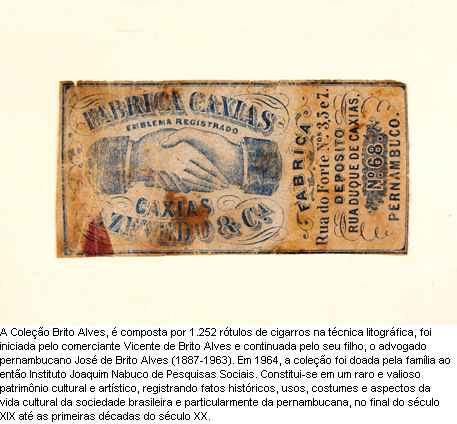 FABRICA CAXIAS
EMBLEMA REGISTRADO
CAXIAS
AZEVEDO & CA
FABRICA
Rua do Forte Nos 3,5 e 7.
DEPOSITO
RUA DUQUE DE CAXIAS,
No 68.
PERNAMBUCO.
A Coleção Brito Alves, é composta por 1.252 rótulos de cigarros na técnica litográfica, foi
iniciada pelo comerciante Vicente de Brito Alves e continuada pelo seu filho, o advogado
pernambucano José de Brito Alves (1887-1963). Em 1964, a coleção foi doada pela família ao
então Instituto Joaquim Nabuco de Pesquisas Sociais. Constitui-se em um raro e valioso
patrimônio cultural e artístico, registrando fatos históricos, usos, costumes e aspectos da
vida cultural da sociedade brasileira e particularmente da pernambucana, no final do século
XIX até as primeiras décadas do século XX.